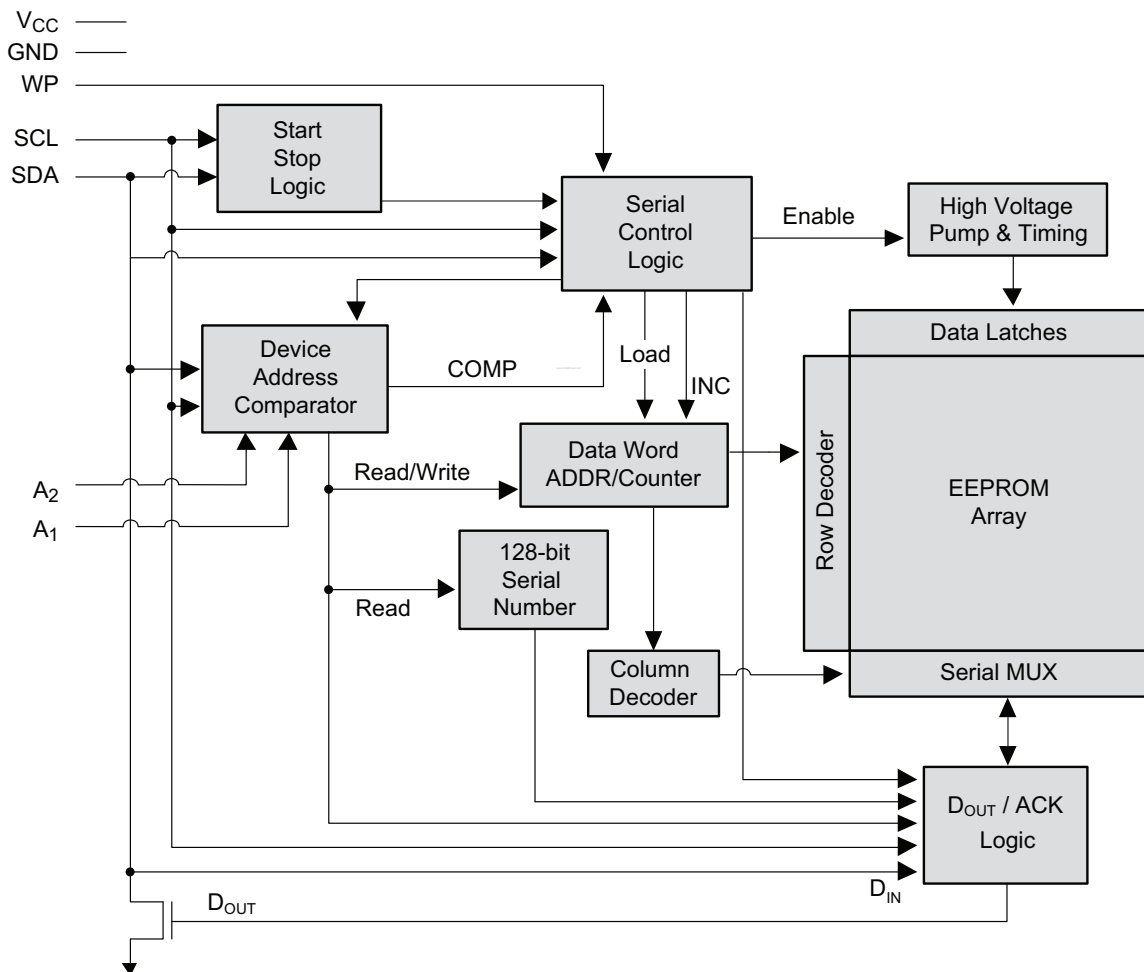 VCC
GND
WP
SCL
SDA
Start
Stop
Logic
Serial
Control
Logic
Enable
High Voltage
Pump & Timing
Device
Address
Comparator
COMP
Load
INC
Data Latches
Row Decoder
EEPROM
Array
Data Word
ADDR/Counter
Read/Write
A2
A1
128-bit
Serial
Number
Read
Column
Decoder
Serial MUX
DOUT / ACK
Logic
DIN
DOUT